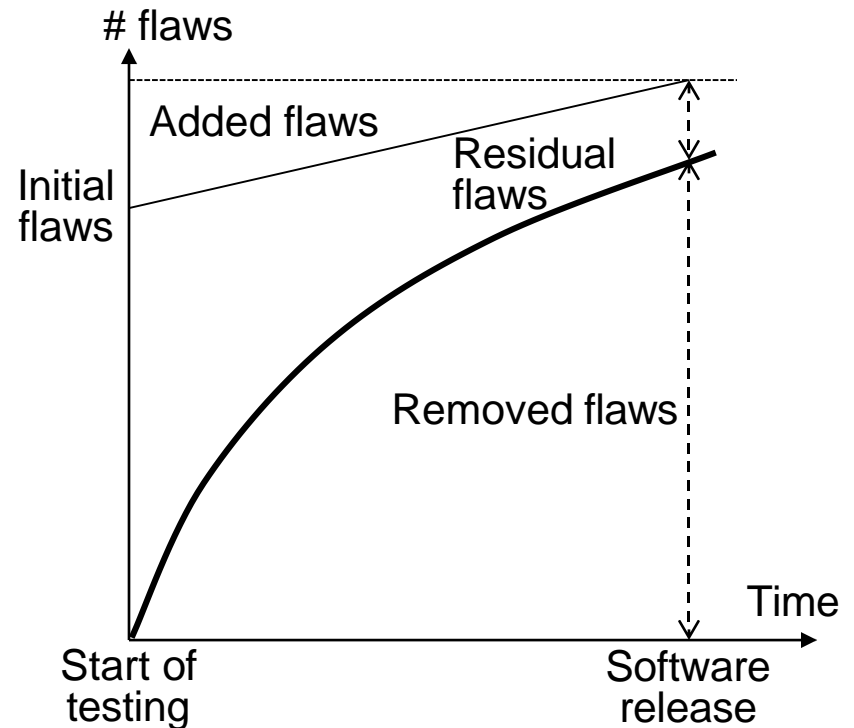 # flaws
Added flaws
Residual
flaws
Initial
flaws
Removed flaws
Time
Start of
testing
Software
release